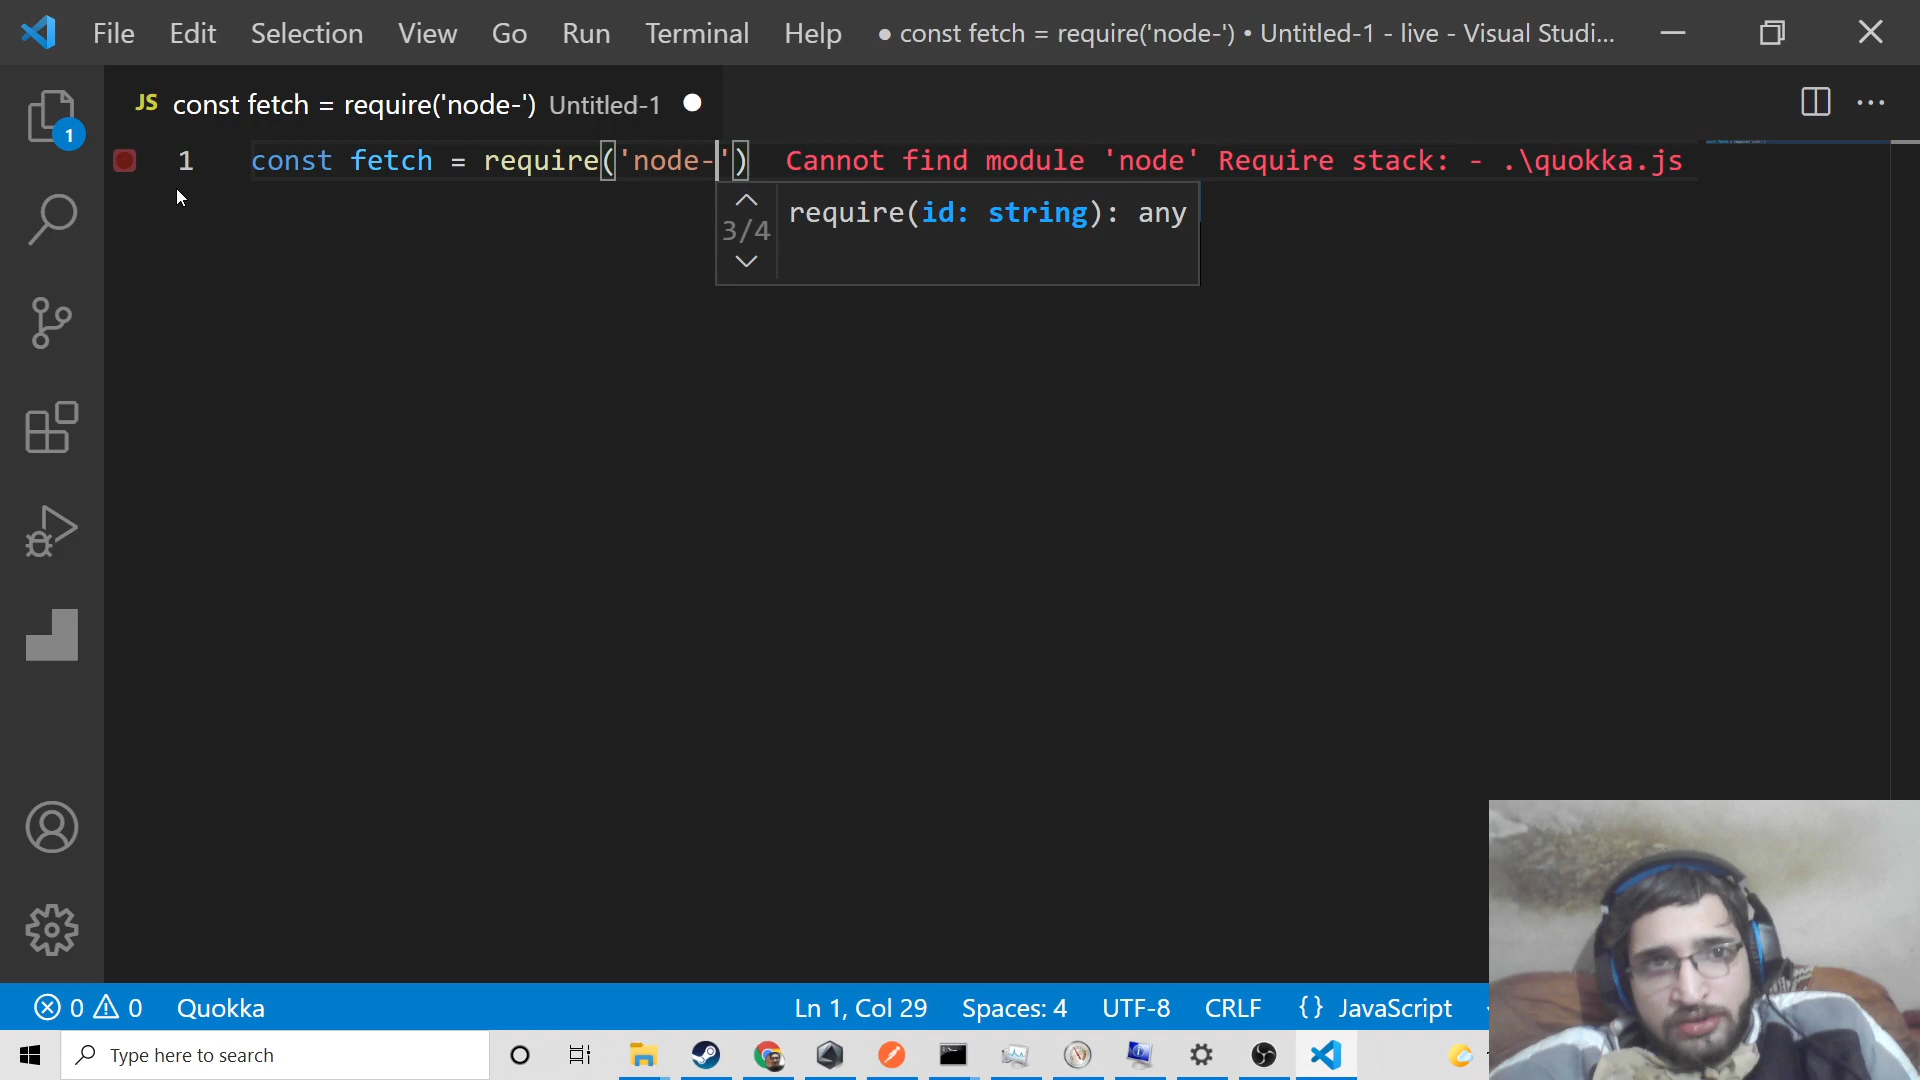 File Edit Selection View Go Run Terminal Help ● const fetch = require('node-') • Untitled-1 - live - Visual Studi...
JS const fetch = require('node-') Untitled-1
1
1 const fetch = require('node-') Cannot find module 'node' Require stack: - .\quokka.js
require(id: string): any
3/4
0 0 Quokka Ln 1, Col 29 Spaces: 4 UTF-8 CRLF {} JavaScript
Type here to search